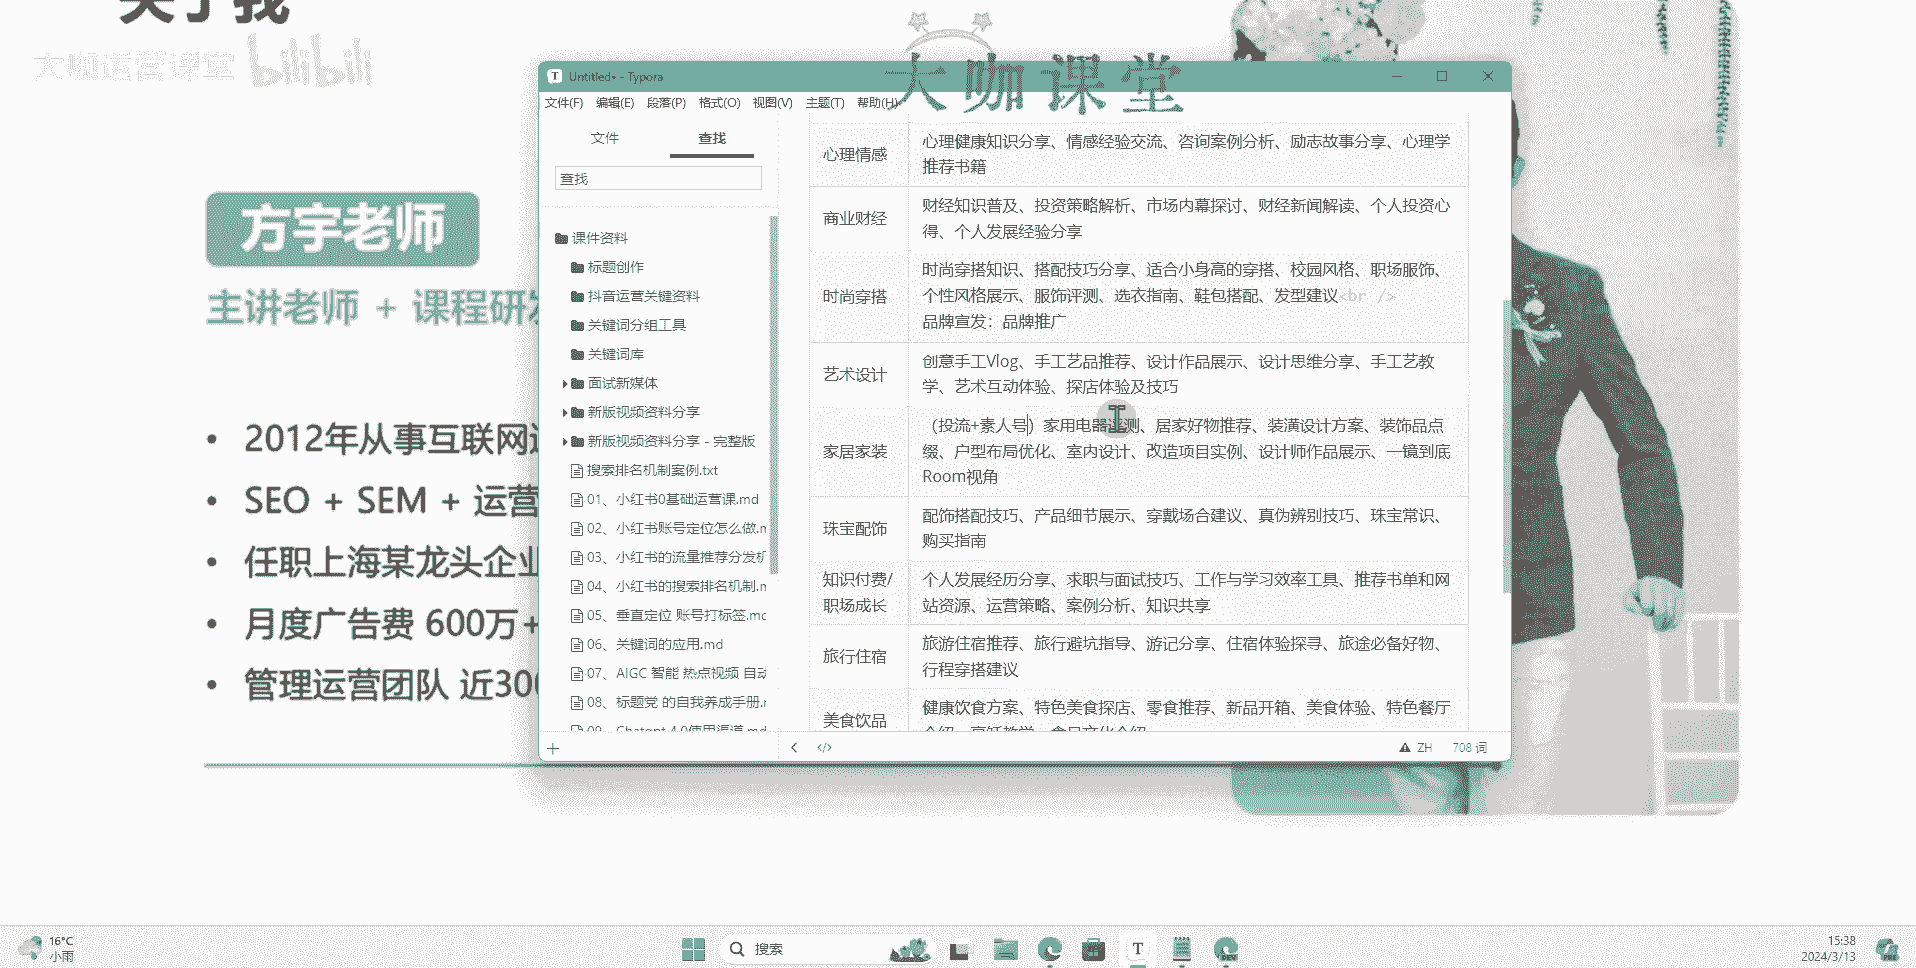 关于我
大咖运营课堂 bilibili
大咖课堂
方宇老师
主讲老师 + 课程研发
2012年从事互联网运
SEO + SEM + 运营
任职上海某龙头企业
月度广告费 600万+
管理运营团队 近300
Untitled• - Typora
文件(F) 编辑(E) 段落(P) 格式(O) 视图(V) 主题(T) 帮助(H)
文件 查找
查找
课件资料
标题创作
抖音运营关键资料
关键词分组工具
关键词库
面试新媒体
新版视频资料分享
新版视频资料分享 - 完整版
搜索排名机制案例.txt
01、小红书0基础运营课.md
02、小红书账号定位怎么做.m
03、小红书的流量推荐分发机
04、小红书的搜索排名机制.m
05、垂直定位 账号打标签.md
06、关键词的应用.md
07、AIGC 智能 热点视频 自动
08、标题党 的自我养成手册.m
09、Chatgpt 4.0使用渠道.md
心理情感
心理健康知识分享、情感经验交流、咨询案例分析、励志故事分享、心理学
推荐书籍
商业财经
财经知识普及、投资策略解析、市场内幕探讨、财经新闻解读、个人投资心
得、个人发展经验分享
时尚穿搭
时尚穿搭知识、搭配技巧分享、适合小身高的穿搭、校园风格、职场服饰、
个性风格展示、服饰评测、选衣指南、鞋包搭配、发型建议<br />
品牌宣发：品牌推广
艺术设计
创意手工Vlog、手工艺品推荐、设计作品展示、设计思维分享、手工艺教
学、艺术互动体验、探店体验及技巧
家居家装
（投流+素人号）家用电器测、居家好物推荐、装潢设计方案、装饰品点
缀、户型布局优化、室内设计、改造项目实例、设计师作品展示、一镜到底
Room视角
珠宝配饰
配饰搭配技巧、产品细节展示、穿戴场合建议、真伪辨别技巧、珠宝常识、
购买指南
知识付费/
职场成长
个人发展经历分享、求职与面试技巧、工作与学习效率工具、推荐书单和网
站资源、运营策略、案例分析、知识共享
旅行住宿
旅游住宿推荐、旅行避坑指导、游记分享、住宿体验探寻、旅途必备好物、
行程穿搭建议
美食饮品
健康饮食方案、特色美食探店、零食推荐、新品开箱、美食体验、特色餐厅
介绍、烹饪教学、食品文化介绍
ZH 708 词
16°C
小雨
搜索
15:38
2024/3/13